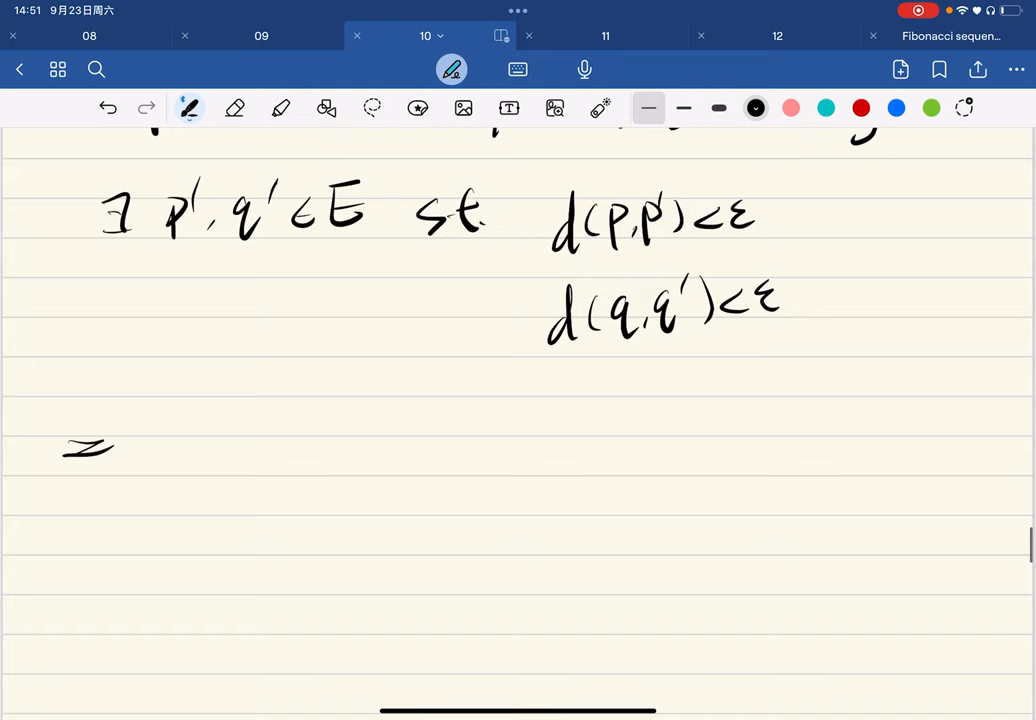 14:51 9月23日周六
08 09 10 11 12 Fibonacci sequen...
∃ p', q' ∈ E s.t. d(p,p')<ε
d(q,q')<ε